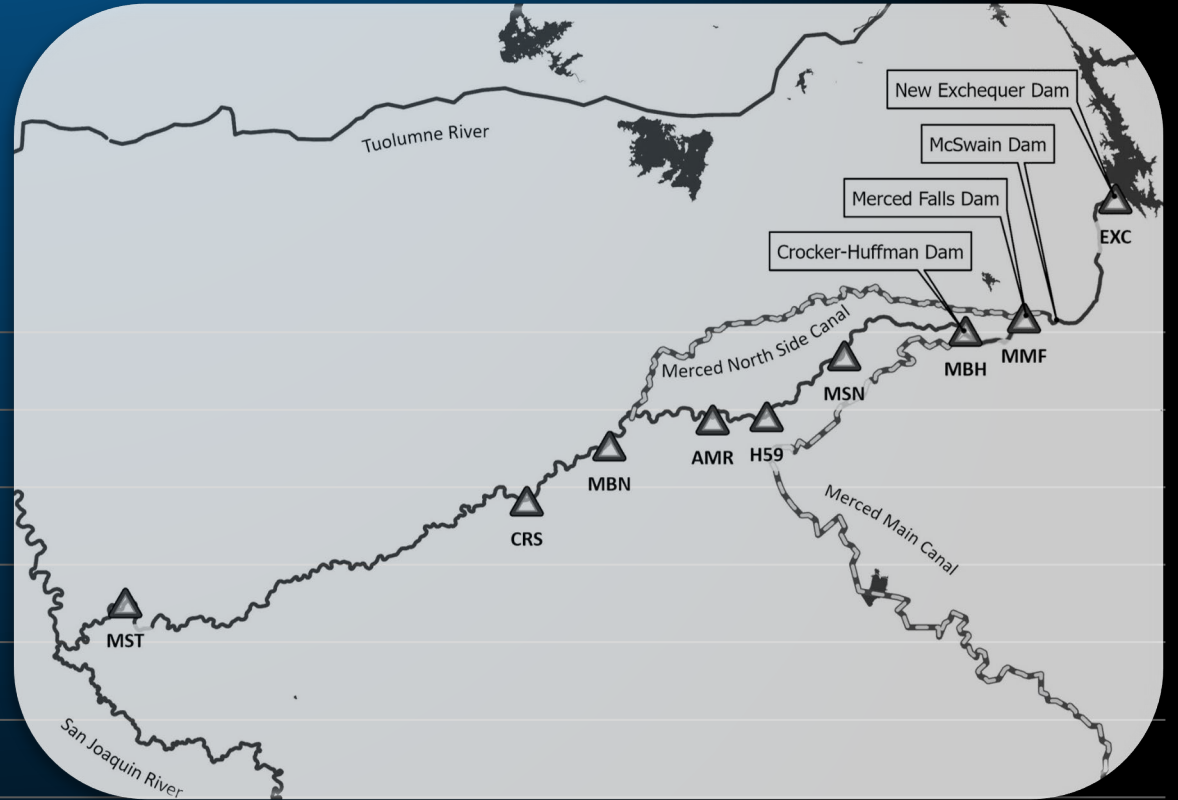 New Exchequer Dam
Tuolumne River
McSwain Dam
Merced Falls Dam
EXC
Crocker-Huffman Dam
Merced North Side Canal
MMF
MBH
MSN
AMR
H59
MBN
Merced Main Canal
CRS
MST
San Joaquin River